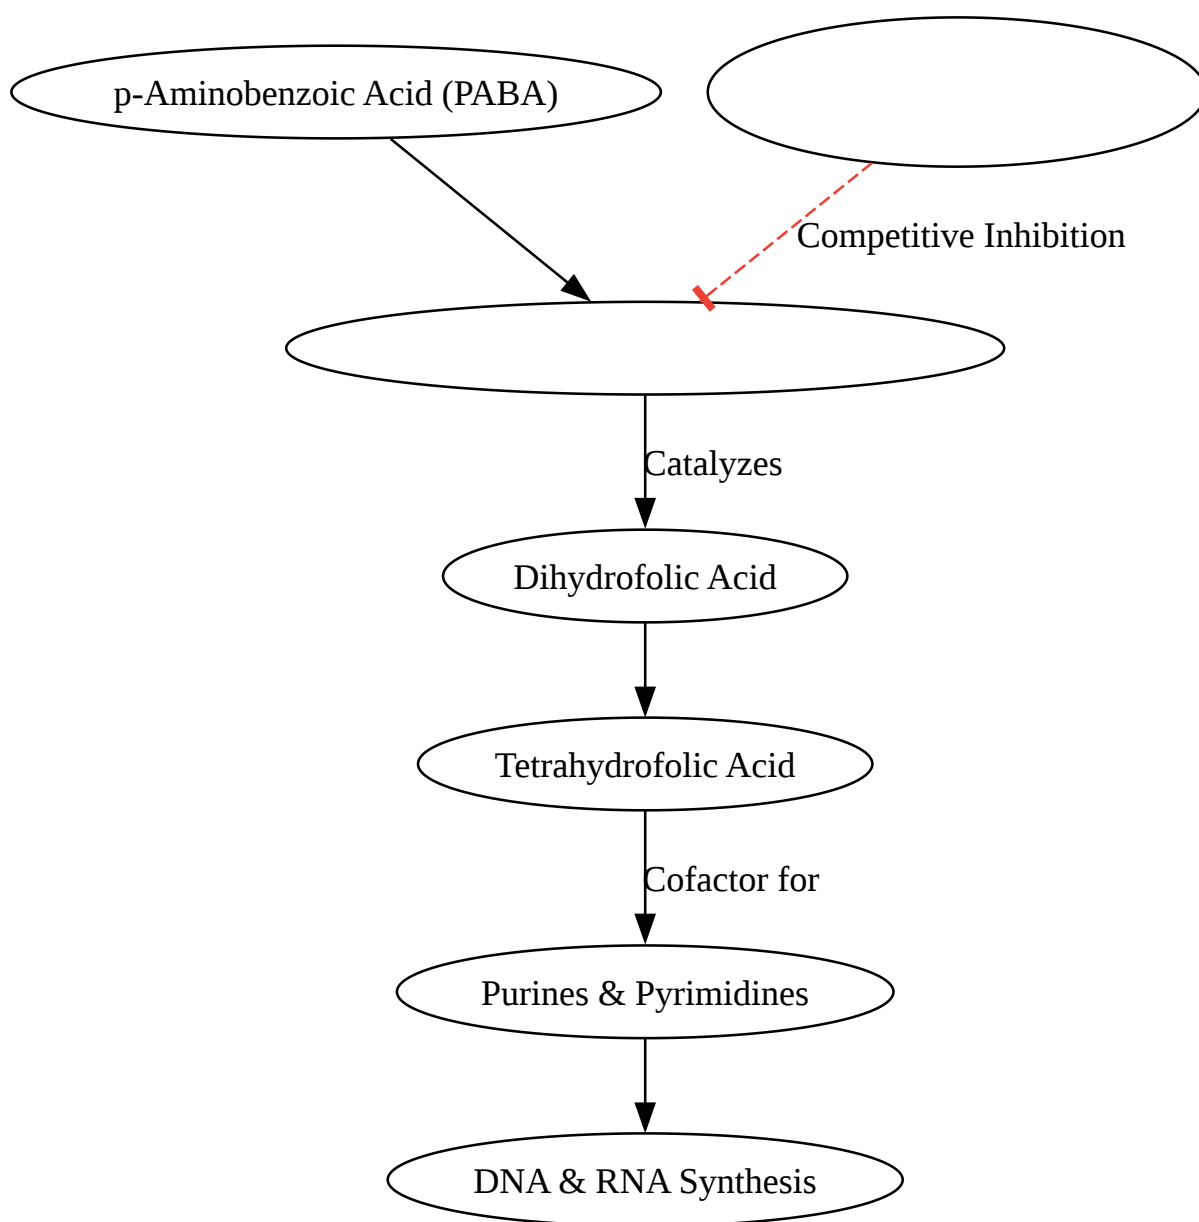 p-Aminobenzoic Acid (PABA)
Competitive Inhibition
Catalyzes
Dihydrofolic Acid
Tetrahydrofolic Acid
Cofactor for
Purines & Pyrimidines
DNA & RNA Synthesis